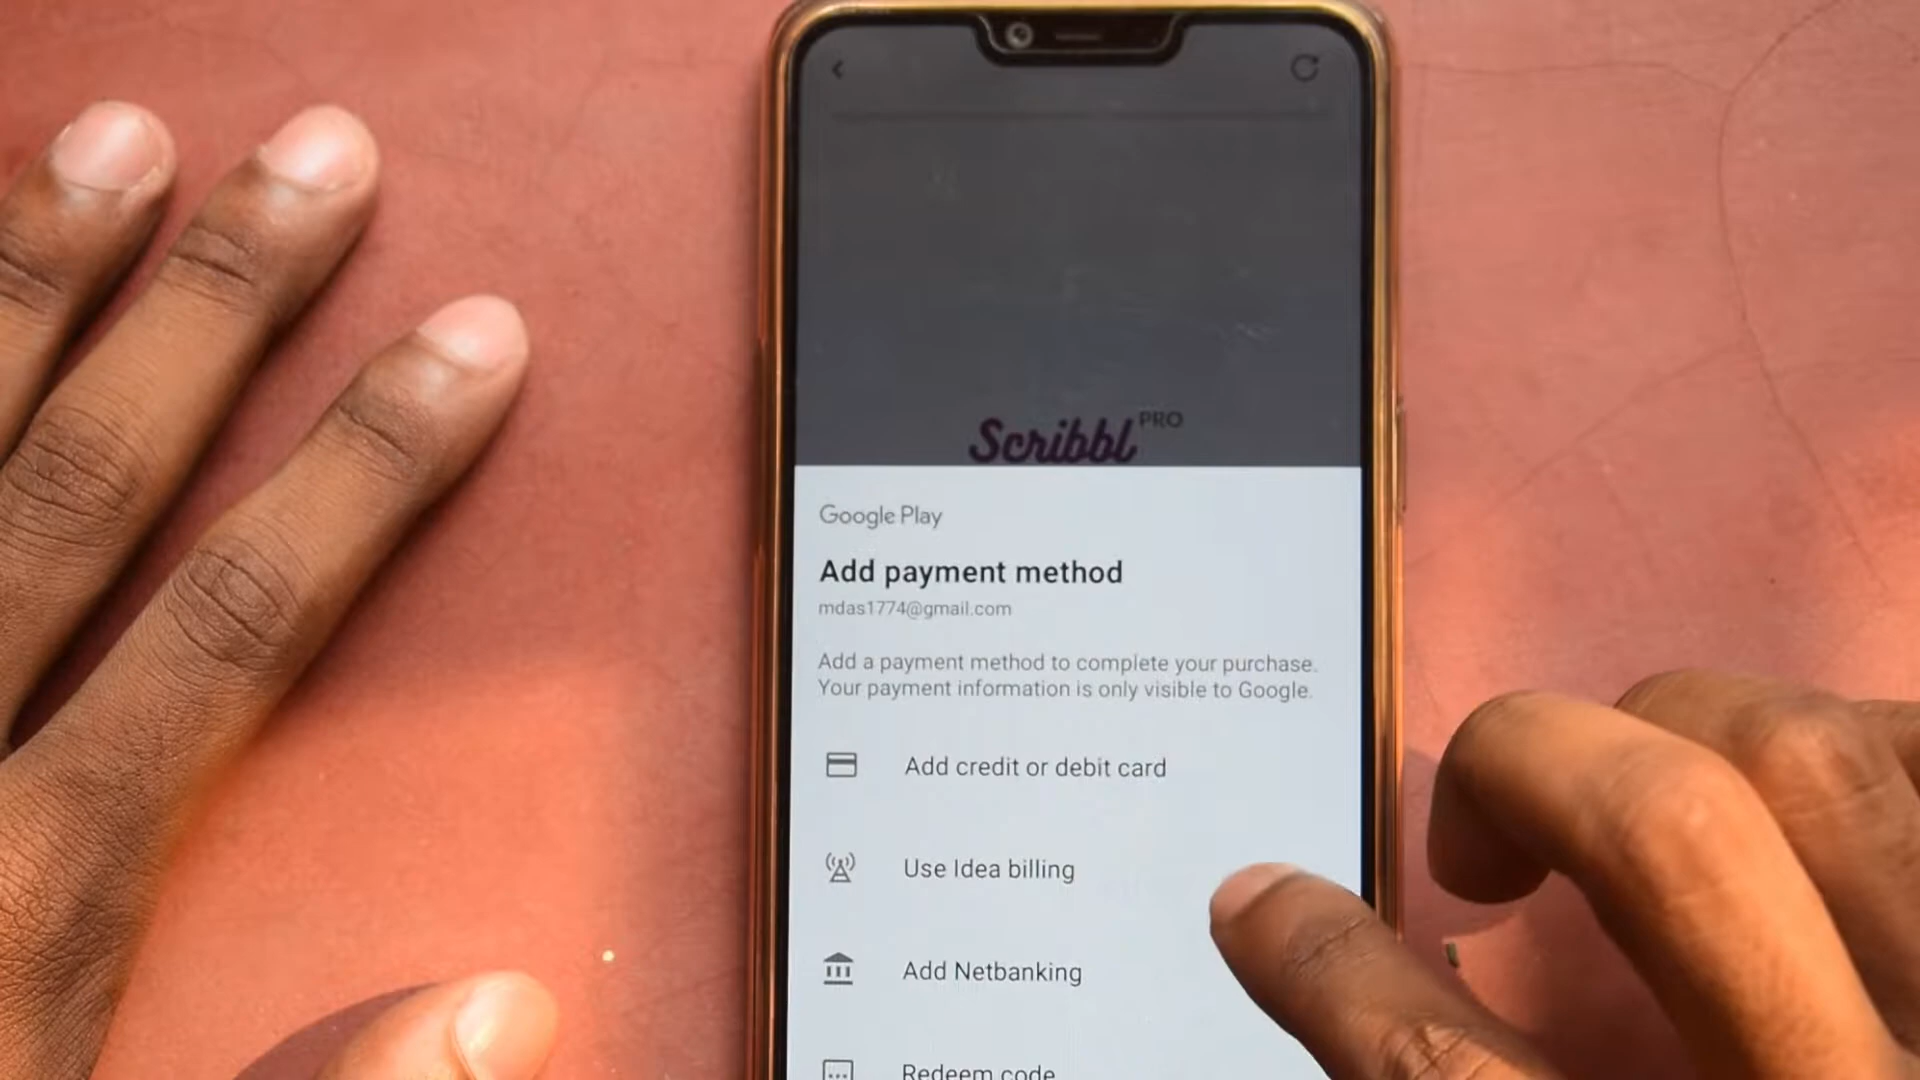 Scribbl PRO
Google Play
Add payment method
mdas1774@gmail.com
Add a payment method to complete your purchase.
Your payment information is only visible to Google.
Add credit or debit card
Use Idea billing
Add Netbanking
Redeem code